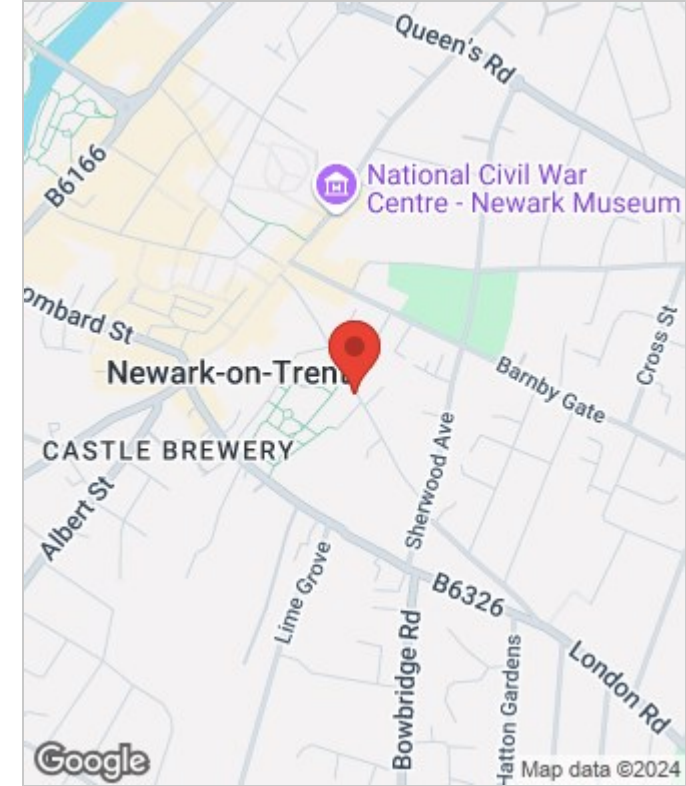 Queen's Rd
B6166
National Civil War
Centre - Newark Museum
ombard St
Cross St
Newark-on-Trent
Barnby Gate
CASTLE BREWERY
Sherwood Ave
Albert St
Lime Grove
B6326
Bowbridge Rd
London Rd
Hatton Gardens
Google
Map data ©2024